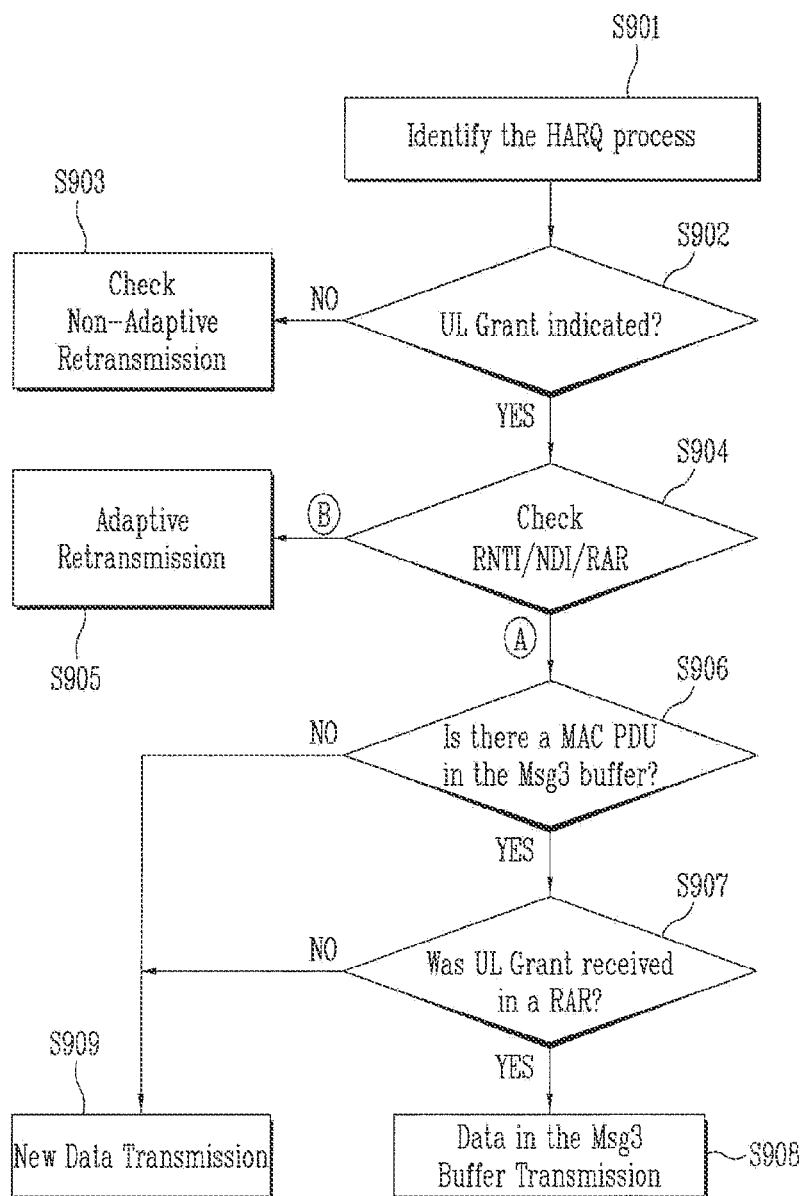 S901
Identify the HARQ process
S903
S902
Check
Non-Adaptive
Retransmission
NO
UL Grant indicated?
YES
S904
Adaptive
Retransmission
B
Check
RNTI/NDI/RAR
S905
A
S906
NO
Is there a MAC PDU
in the Msg3 buffer?
YES
S907
NO
Was UL Grant received
in a RAR?
S909
YES
New Data Transmission
Data in the Msg3
Buffer Transmission
S908